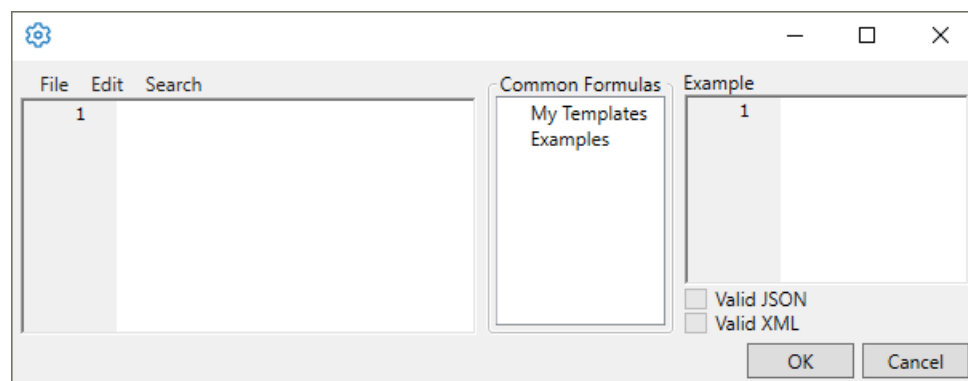 File Edit Search
1
Common Formulas
My Templates
Examples
Example
1
Valid JSON
Valid XML
OK Cancel